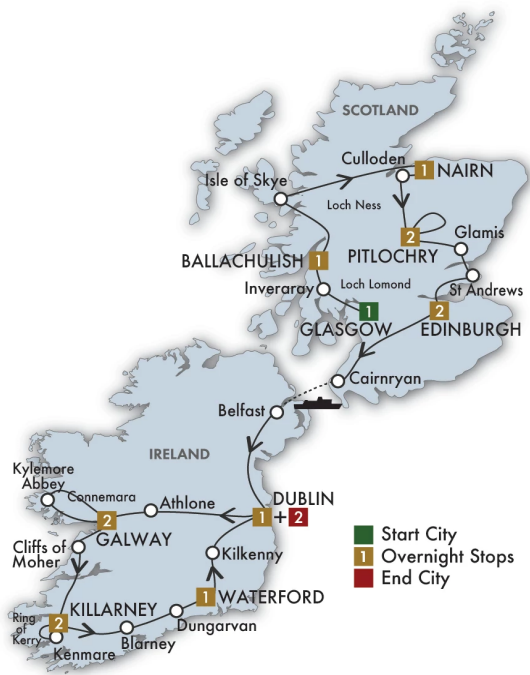 SCOTLAND
Culloden
1 NAIRN
Isle of Skye
Loch Ness
Glamis
2
PITLOCHRY
BALLACHULISH 1
Inveraray
Loch Lomond
St Andrews
1
GLASGOW
2
EDINBURGH
Cairnryan
Belfast
IRELAND
Kylemore
Abbey
Connemara
Athlone
DUBLIN
1 + 2
2
GALWAY
Cliffs of
Moher
Kilkenny
1 WATERFORD
Dungarvan
KILLARNEY
2
Ring
of
Kerry
Blarney
Kenmare
Start City
1 Overnight Stops
End City